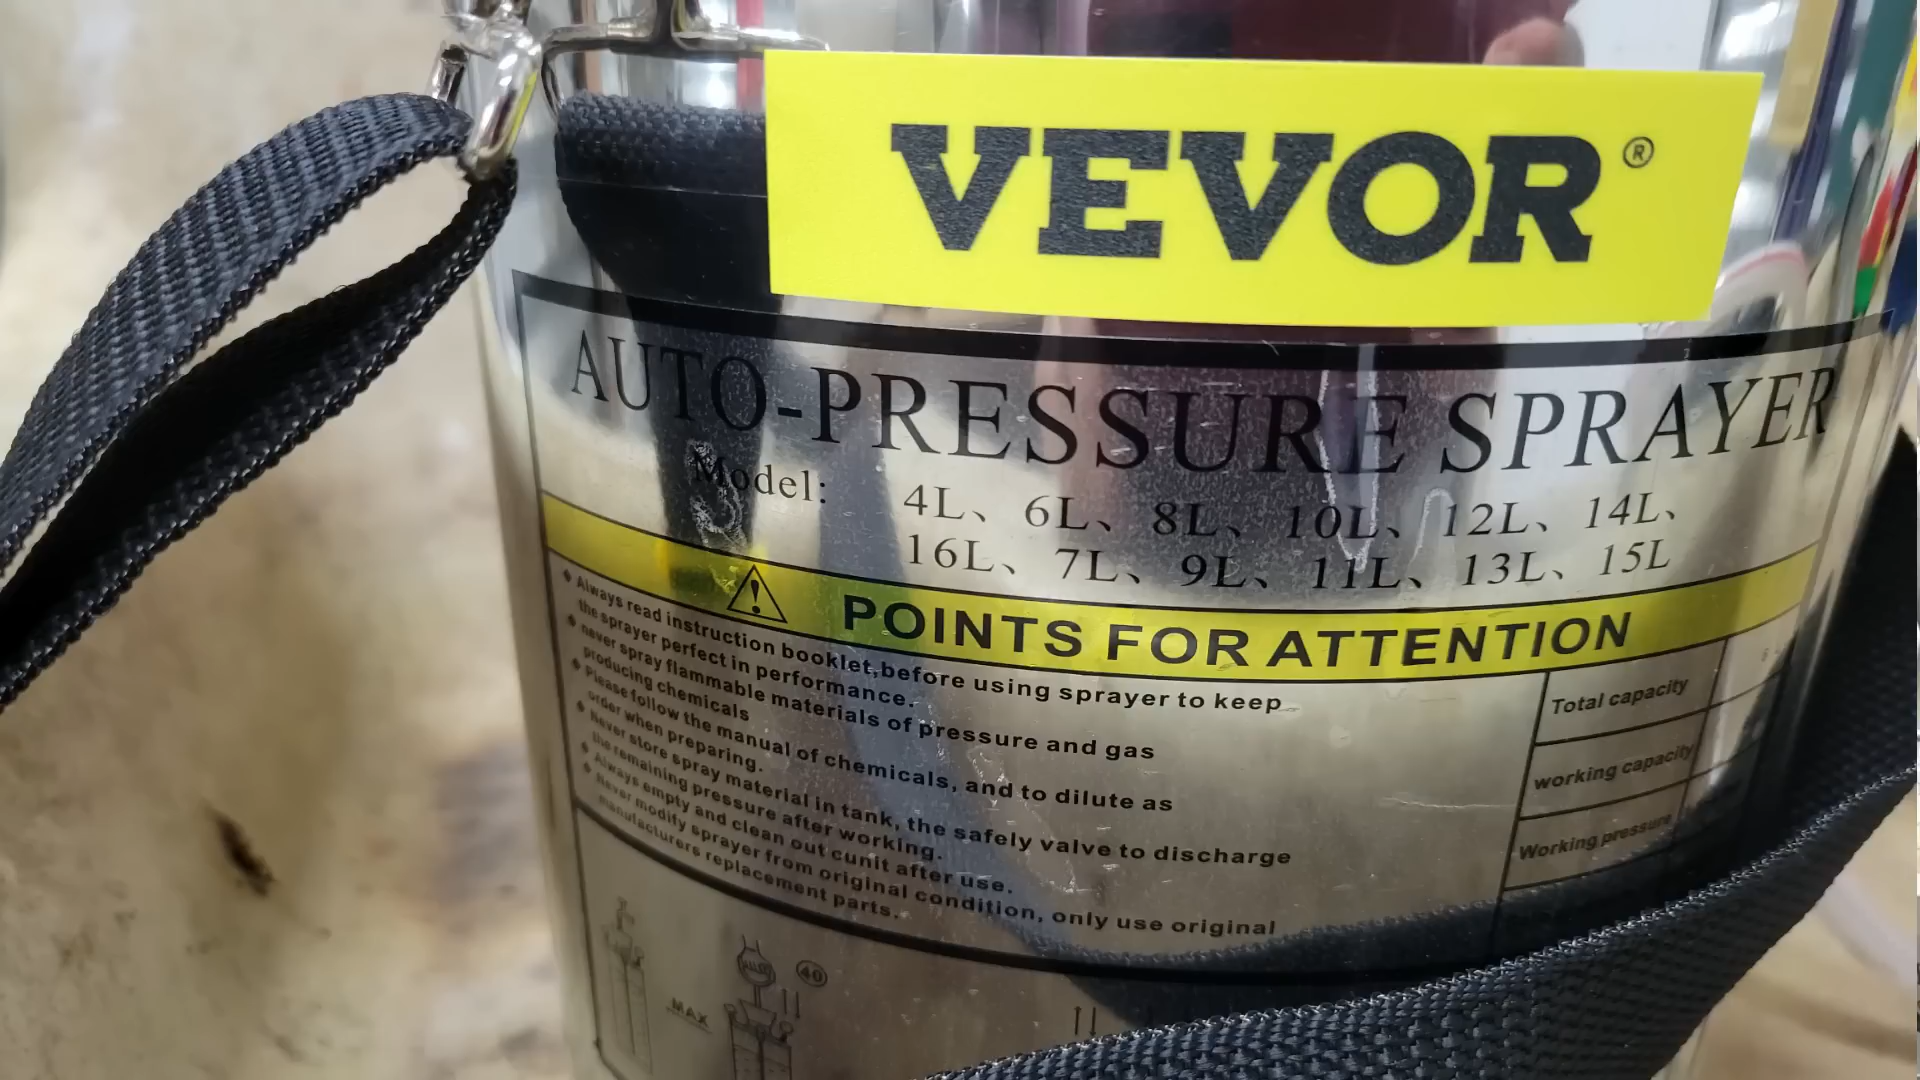 VEVOR®
AUTO-PRESSURE SPRAYER
Model: 4L、 6L、 8L、 10L、 12L、 14L、
16L、 7L、 9L、 11L、 13L、 15L
POINTS FOR ATTENTION
Always read instruction booklet,before using sprayer to keep
the sprayer perfect in performance.
never spray flammable materials of pressure and gas
producing chemicals
Please follow the manual of chemicals, and to dilute as
order when preparing.
Never store spray material in tank, the safely valve to discharge
the remaining pressure after working.
Always empty and clean out cunit after use.
Never modify sprayer from original condition, only use original
manufacturers replacement parts.
Total capacity
working capacity
Working pressure
40
MAX